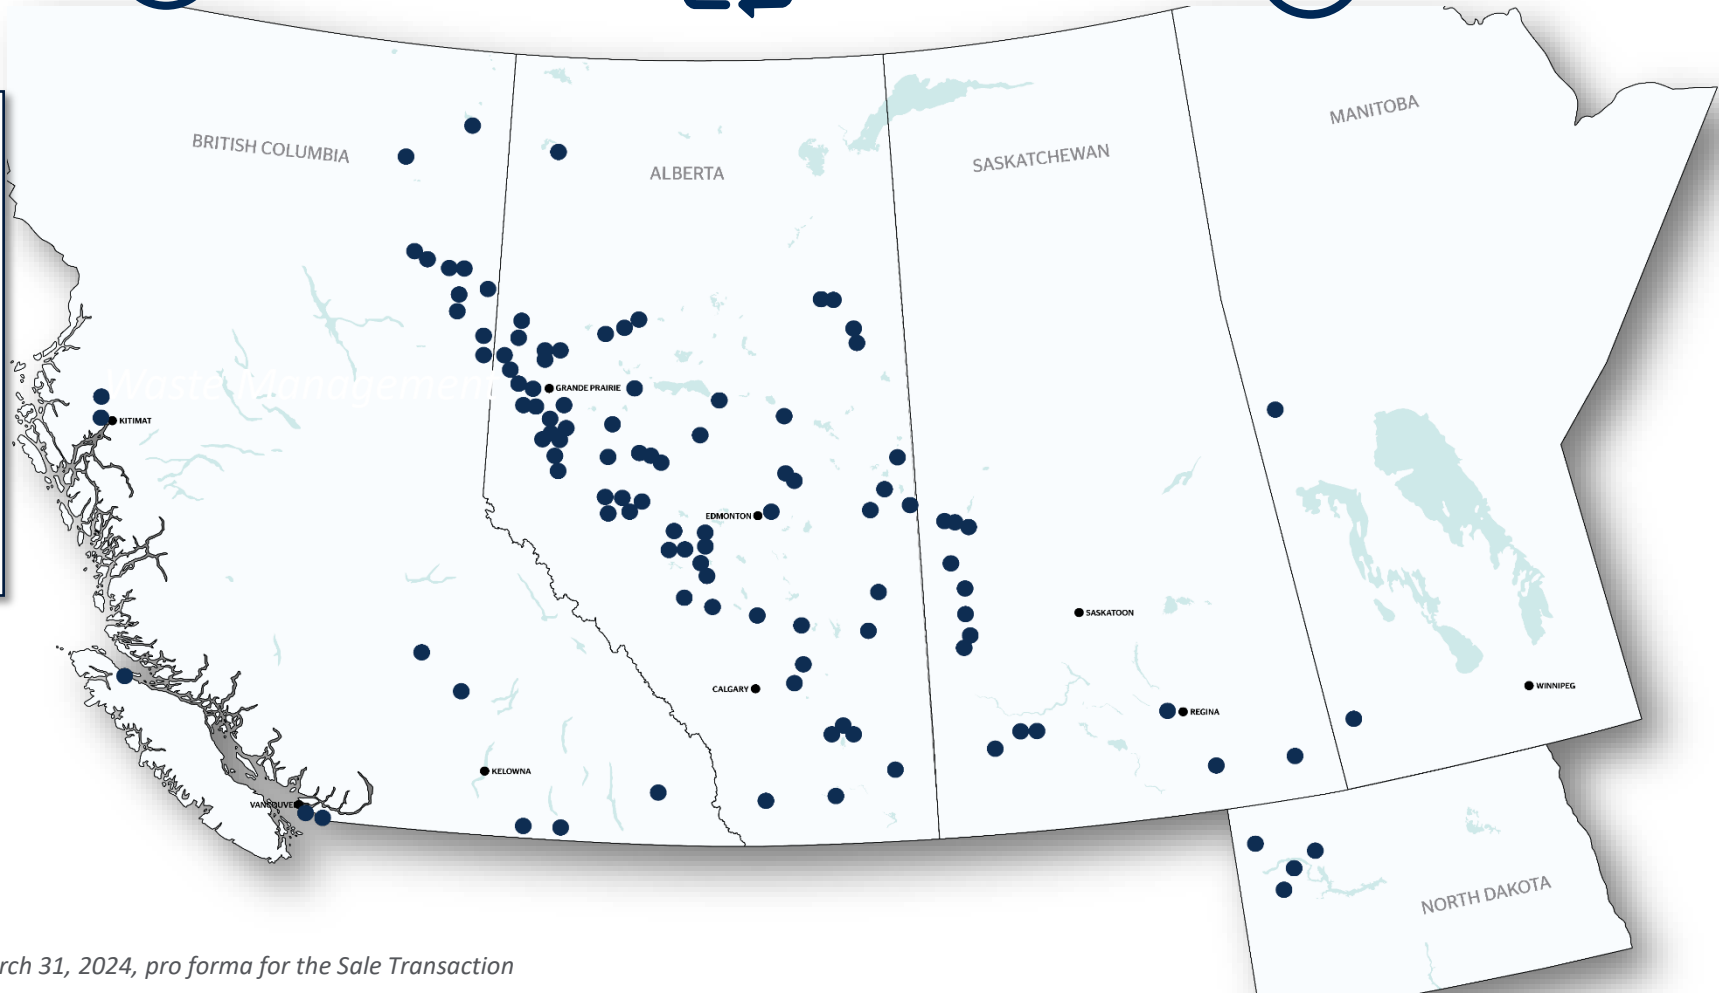 MANITOBA
BRITISH COLUMBIA
SASKATCHEWAN
ALBERTA
Waste Management
GRANDE PRAIRIE
KITIMAT
EDMONTON
SASKATOON
CALGARY
WINNIPEG
REGINA
KELOWNA
VANCOUVER
NORTH DAKOTA
rch 31, 2024, pro forma for the Sale Transaction